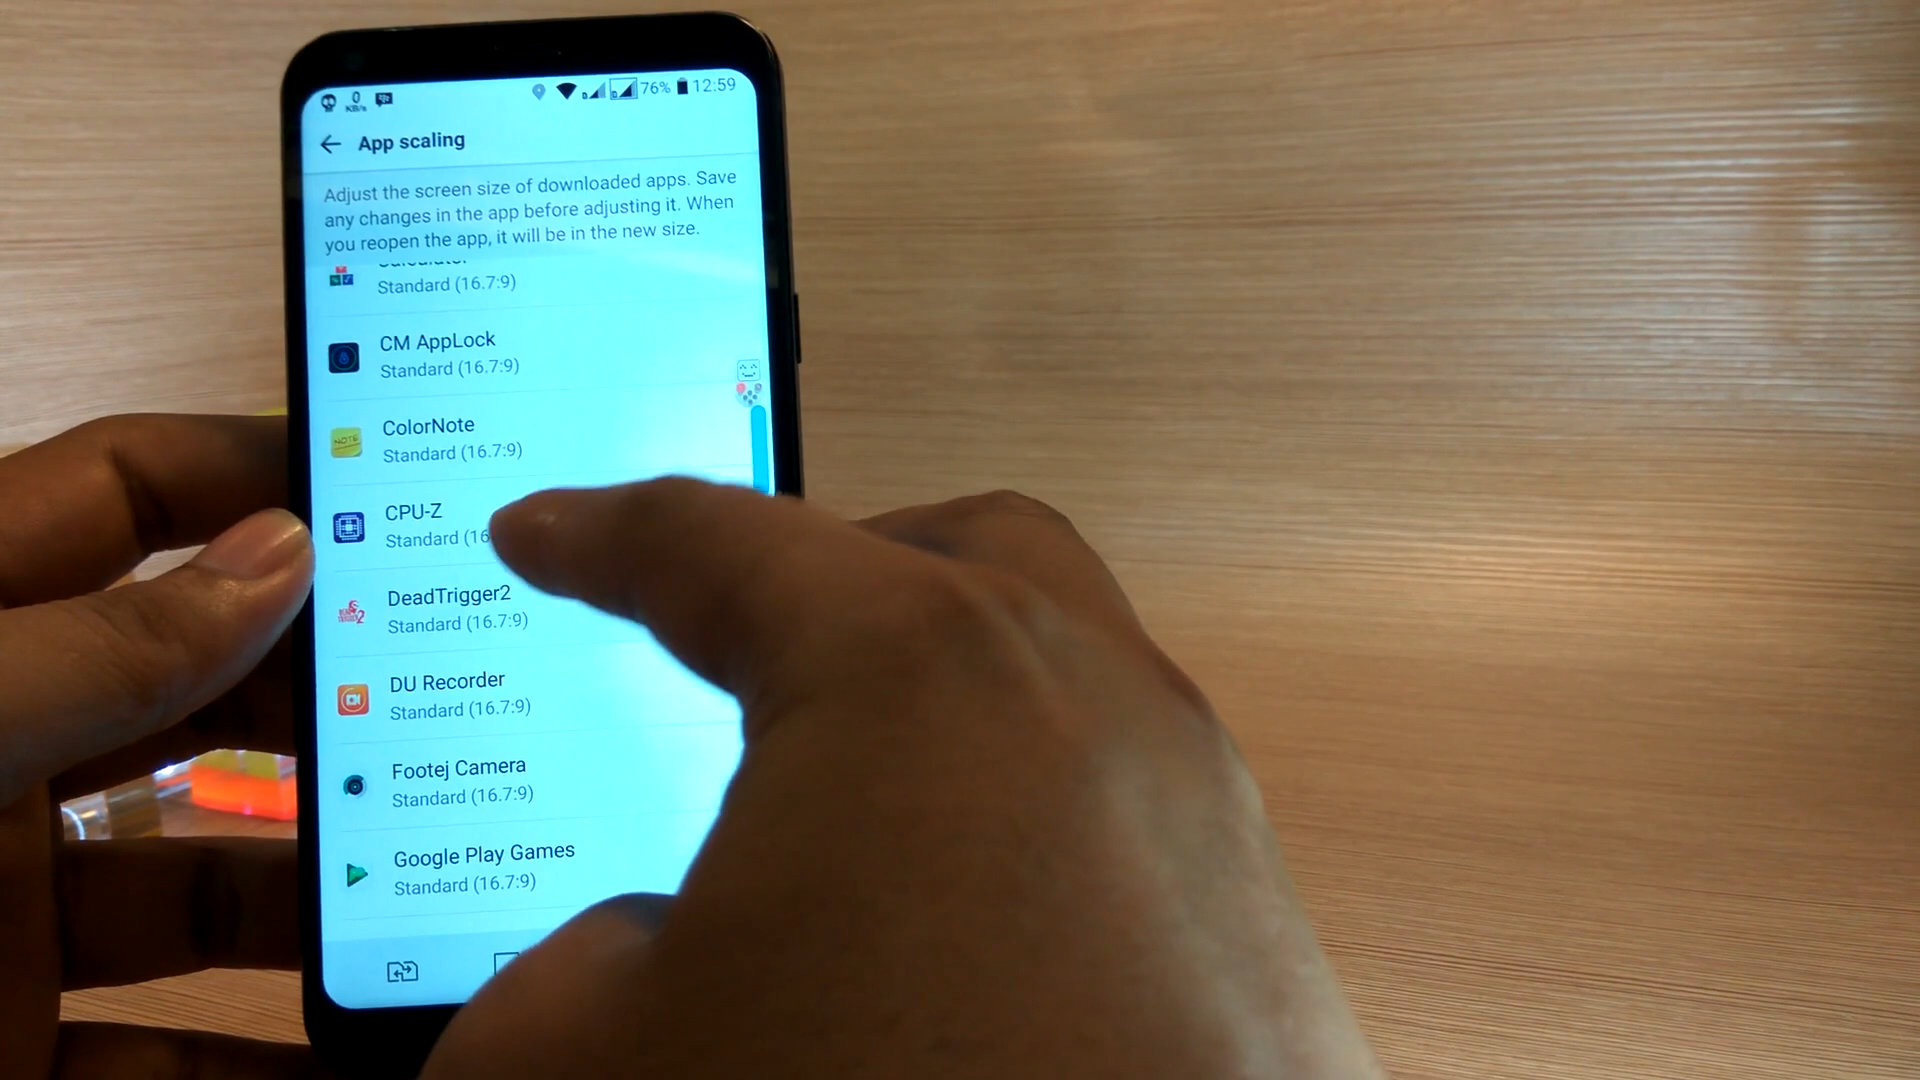 0
KB/s
76% 12:59
App scaling
Adjust the screen size of downloaded apps. Save
any changes in the app before adjusting it. When
you reopen the app, it will be in the new size.
Standard (16.7:9)
CM AppLock
Standard (16.7:9)
NOTE
ColorNote
Standard (16.7:9)
CPU-Z
Standard (16
DeadTrigger2
Standard (16.7:9)
DU Recorder
Standard (16.7:9)
Footej Camera
Standard (16.7:9)
Google Play Games
Standard (16.7:9)